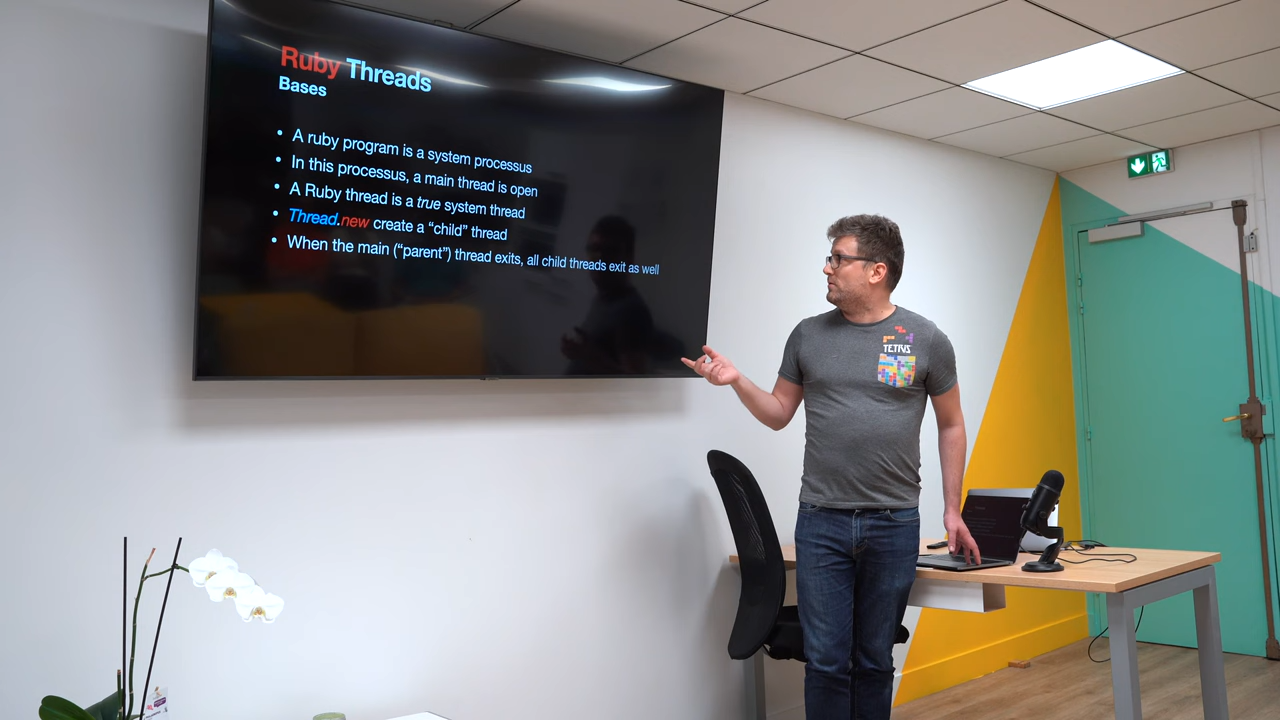 Ruby Threads
Bases
• A ruby program is a system processus
• In this processus, a main thread is open
• A Ruby thread is a true system thread
• Thread.new create a “child” thread
• When the main (“parent”) thread exits, all child threads exit as well
TETRIS